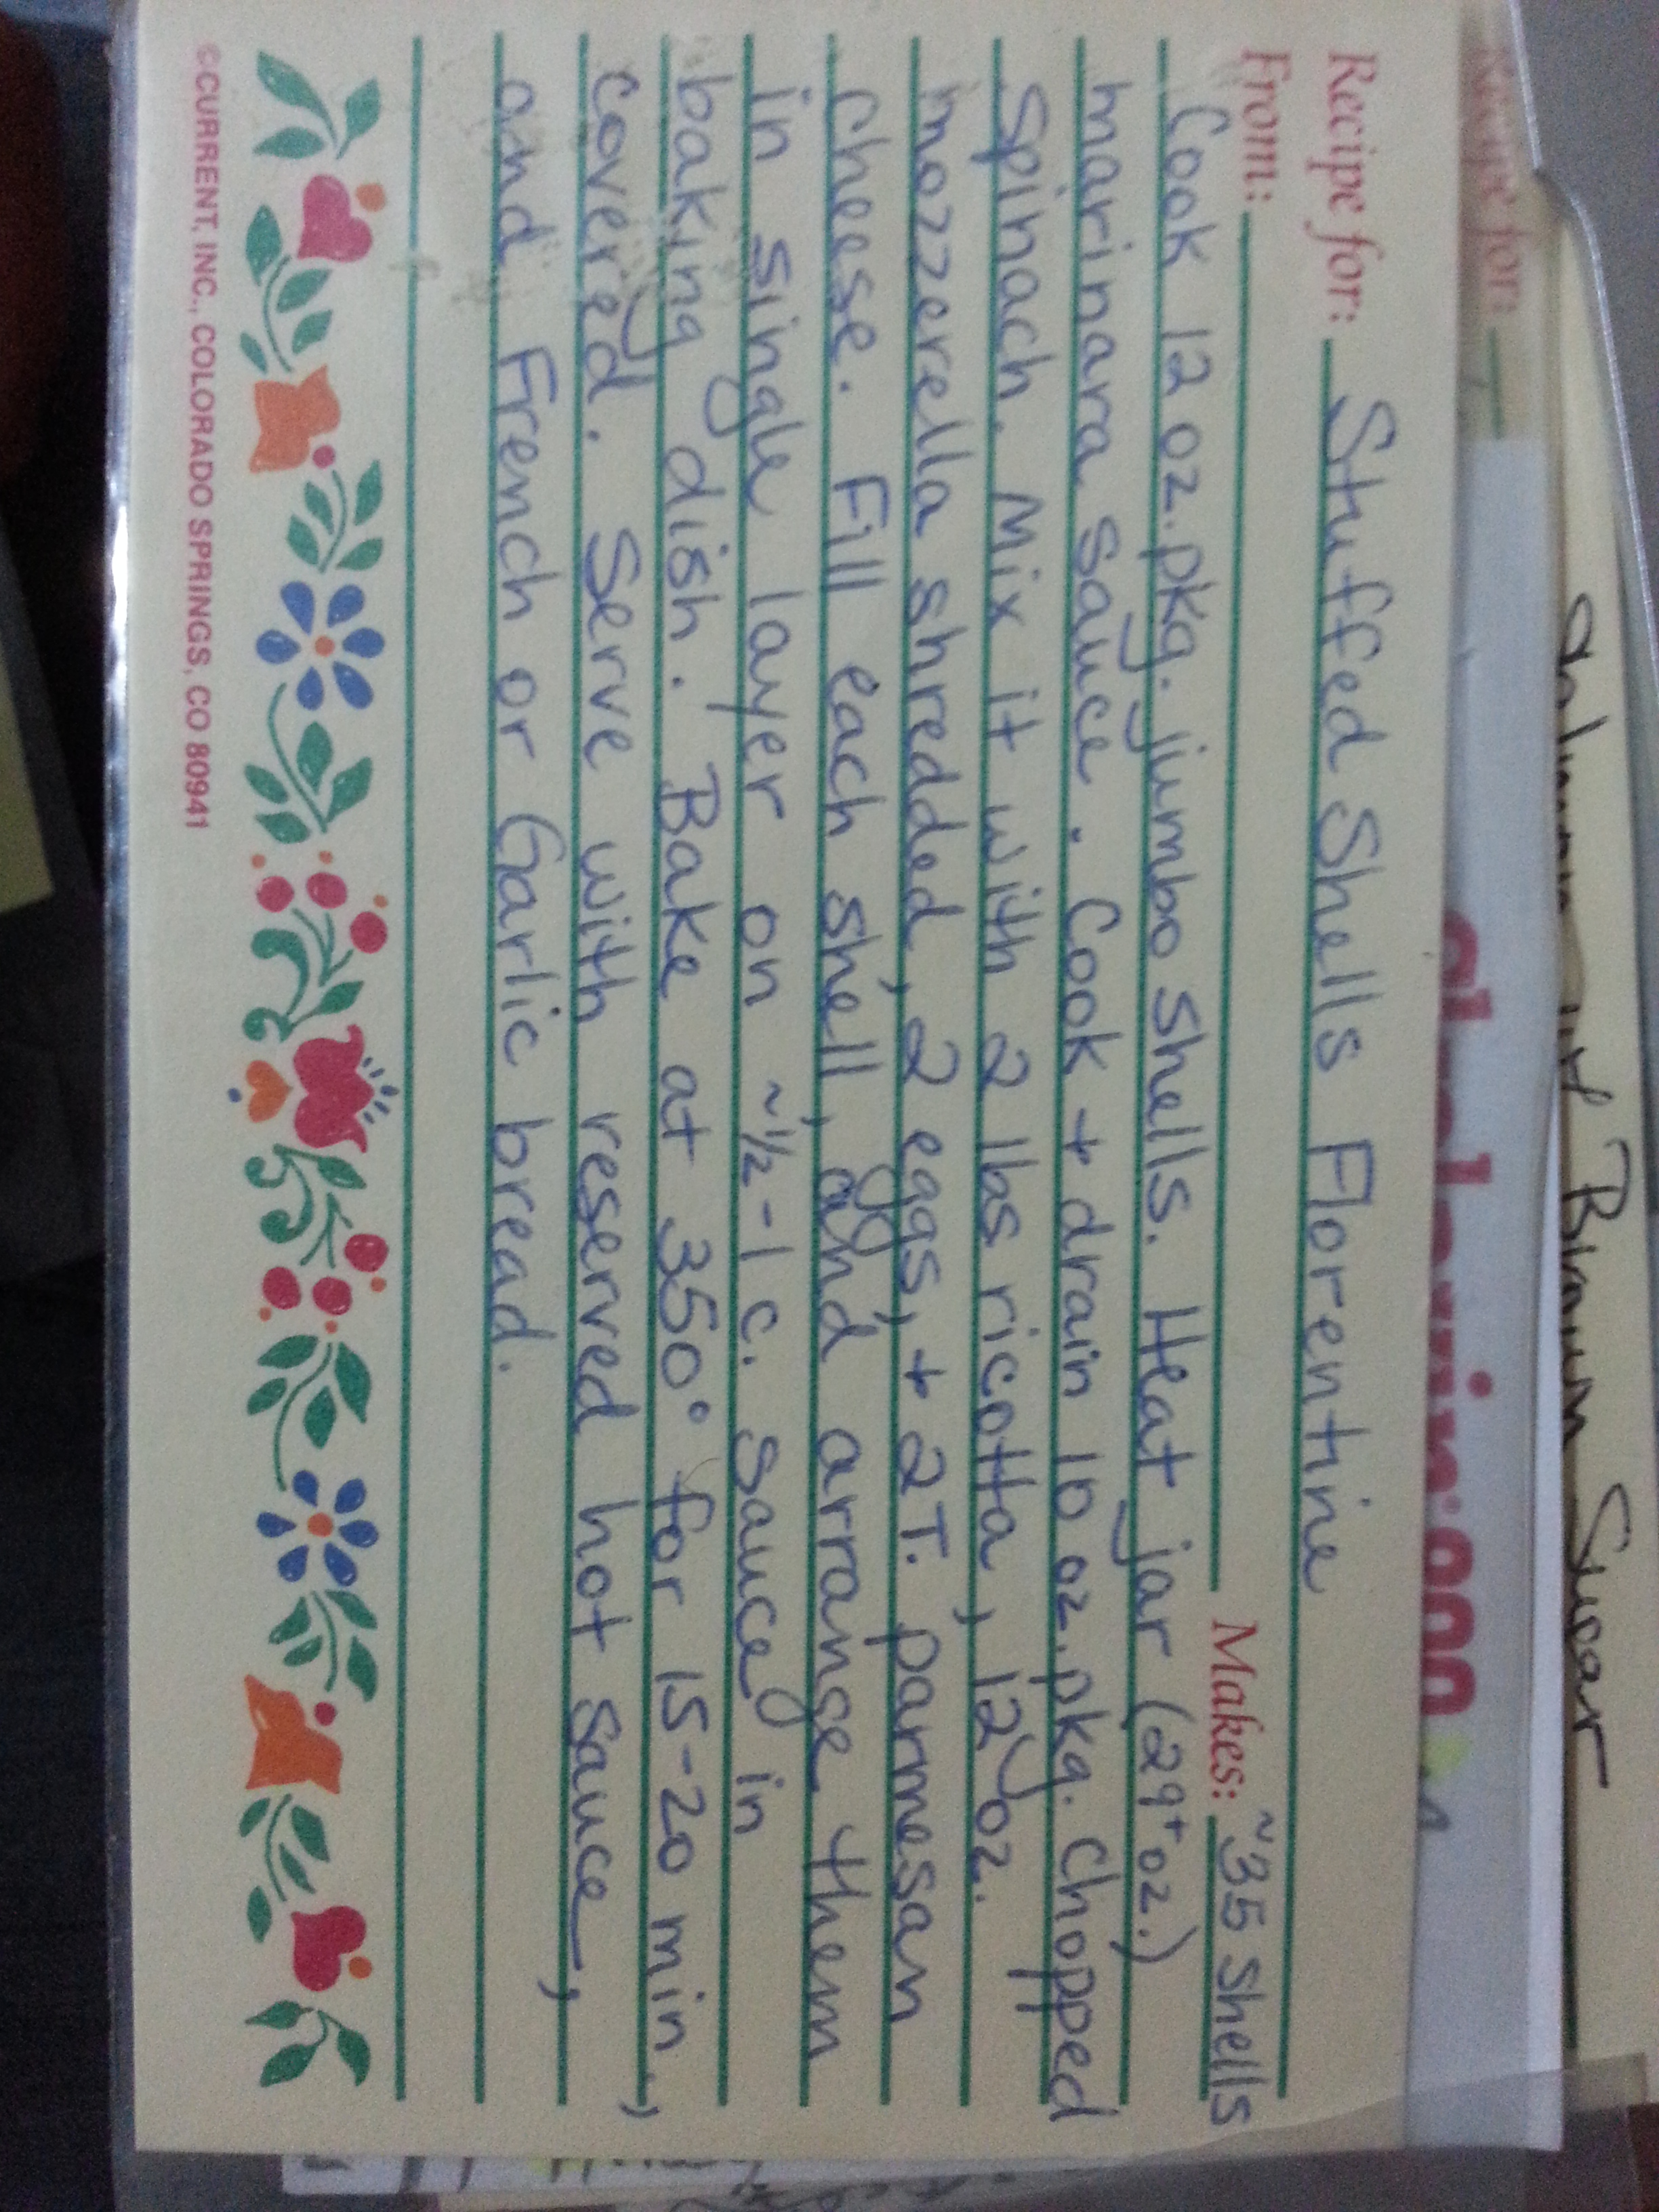 Recipe for: Stuffed Shells Florentine
From: Makes: ~35 shells
Cook 12 oz. pkg. jumbo shells. Heat jar (29+ oz.)
marinara sauce. Cook + drain 10 oz. pkg. chopped
spinach. Mix it with 2 lbs ricotta, 12 oz.
mozzerella shredded, 2 eggs, + 2T. parmesan
cheese. Fill each shell, and arrange them
in single layer on ~1/2-1 c. sauce in
baking dish. Bake at 350° for 15-20 min.,
covered. Serve with reserved hot sauce,
and French or Garlic bread.
©CURRENT, INC., COLORADO SPRINGS, CO 80941
Recipe for:
Brown Sugar